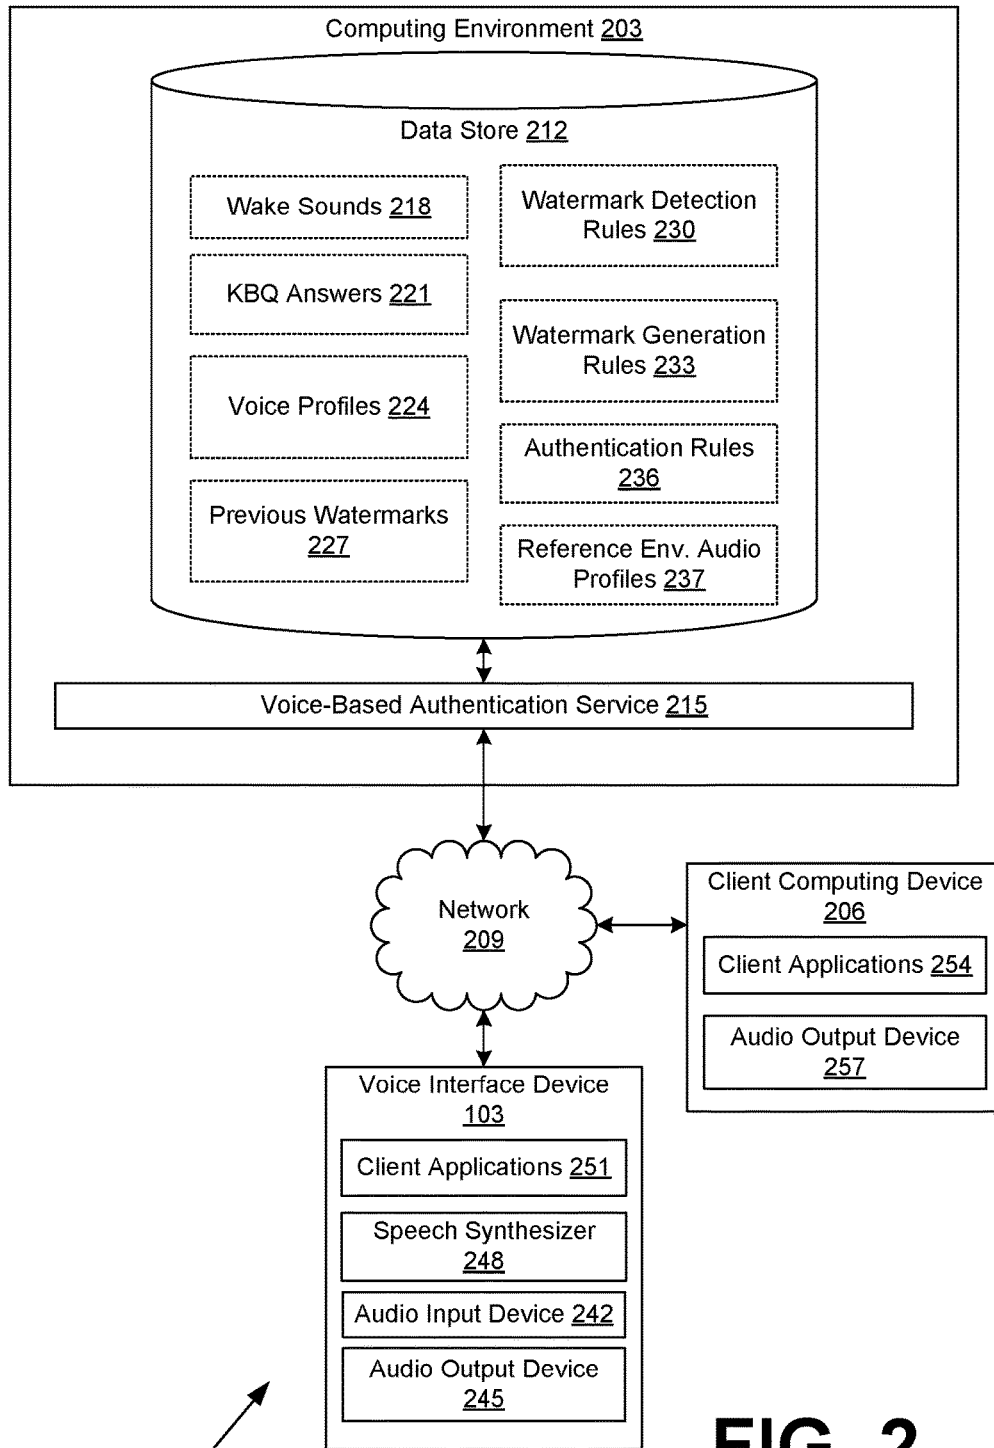 Computing Environment 203
Data Store 212
Wake Sounds 218
KBQ Answers 221
Voice Profiles 224
Previous Watermarks
227
Watermark Detection
Rules 230
Watermark Generation
Rules 233
Authentication Rules
236
Reference Env. Audio
Profiles 237
Voice-Based Authentication Service 215
Network
209
Client Computing Device
206
Client Applications 254
Audio Output Device
257
Voice Interface Device
103
Client Applications 251
Speech Synthesizer
248
Audio Input Device 242
Audio Output Device
245
FIG. 2